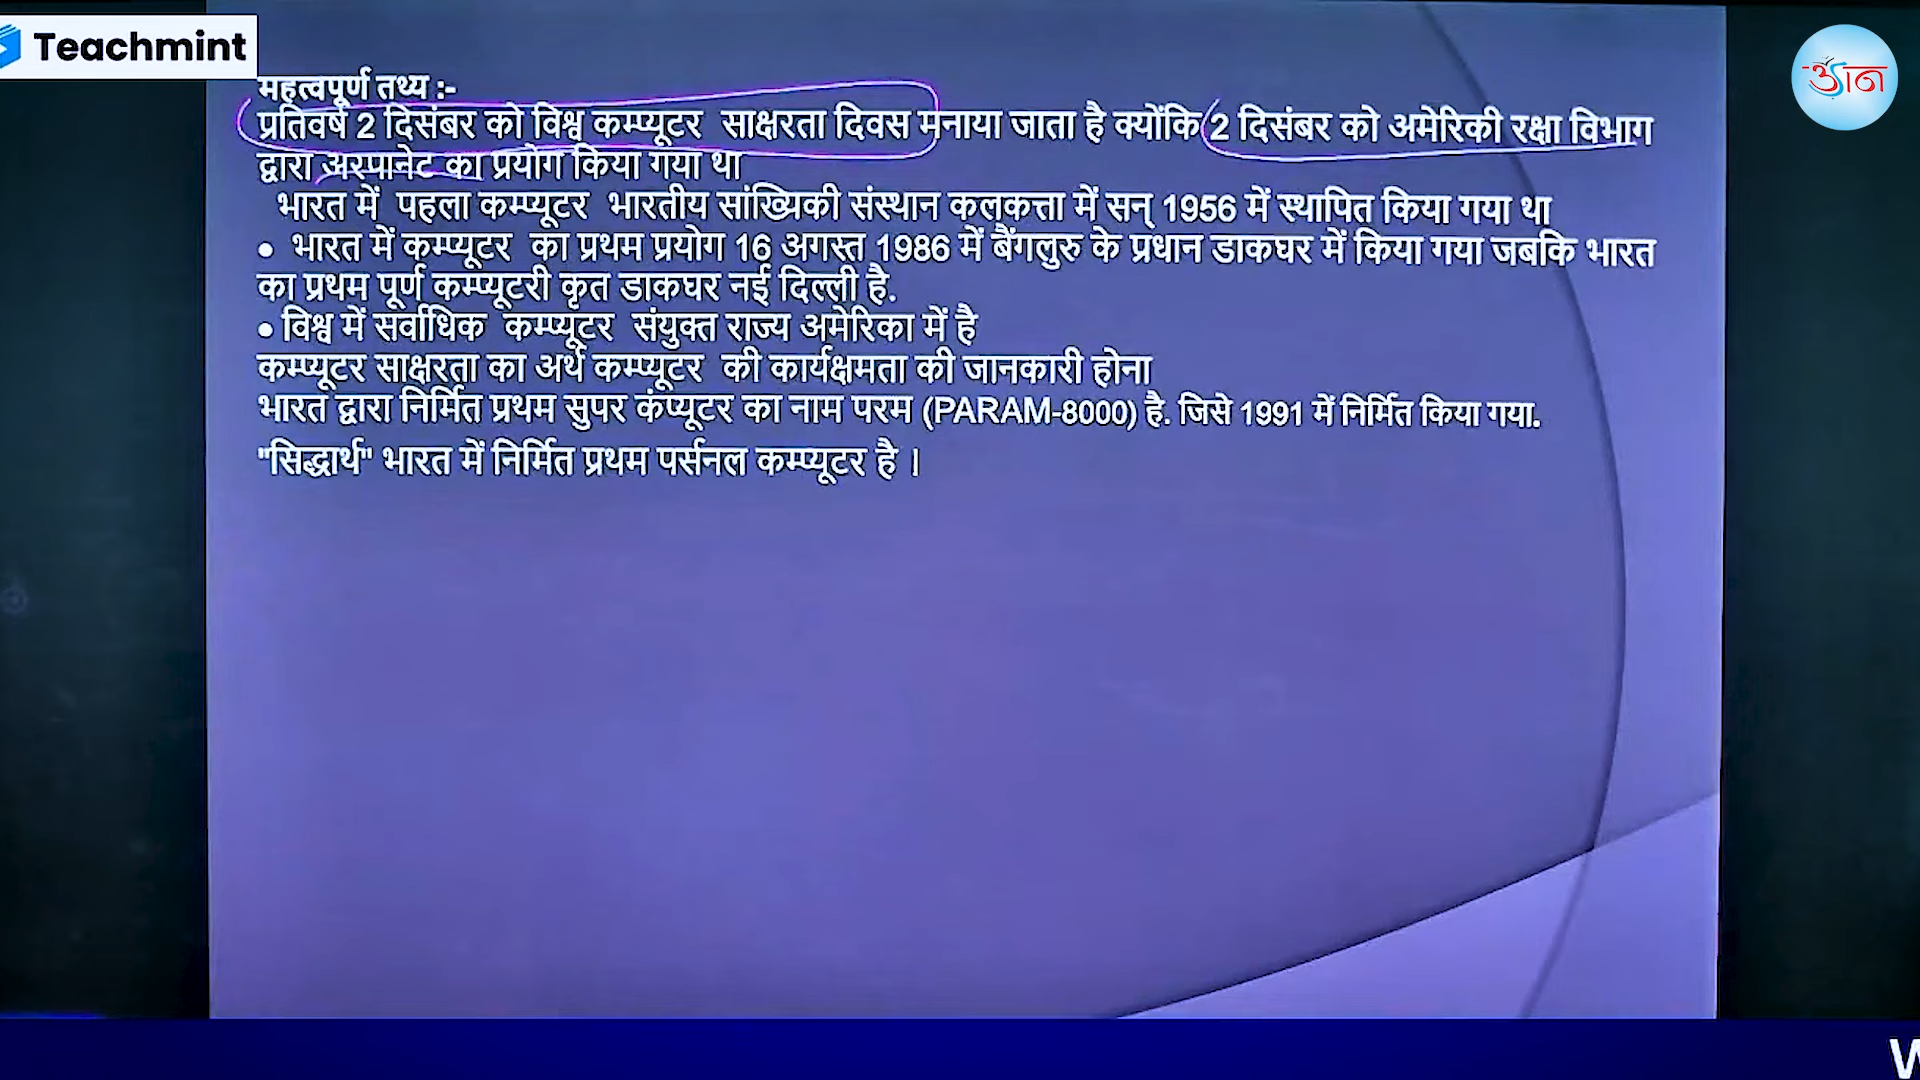 Teachmint
ज्ञान
महत्वपूर्ण तथ्य :-
प्रतिवर्ष 2 दिसंबर को विश्व कम्प्यूटर साक्षरता दिवस मनाया जाता है क्योंकि 2 दिसंबर को अमेरिकी रक्षा विभाग
द्वारा अरपानेट का प्रयोग किया गया था
भारत में पहला कम्प्यूटर भारतीय सांख्यिकी संस्थान कलकत्ता में सन् 1956 में स्थापित किया गया था
● भारत में कम्प्यूटर का प्रथम प्रयोग 16 अगस्त 1986 में बैंगलुरु के प्रधान डाकघर में किया गया जबकि भारत
का प्रथम पूर्ण कम्प्यूटरी कृत डाकघर नई दिल्ली है.
● विश्व में सर्वाधिक कम्प्यूटर संयुक्त राज्य अमेरिका में है
कम्प्यूटर साक्षरता का अर्थ कम्प्यूटर की कार्यक्षमता की जानकारी होना
भारत द्वारा निर्मित प्रथम सुपर कंप्यूटर का नाम परम (PARAM-8000) है. जिसे 1991 में निर्मित किया गया.
"सिद्धार्थ" भारत में निर्मित प्रथम पर्सनल कम्प्यूटर है ।